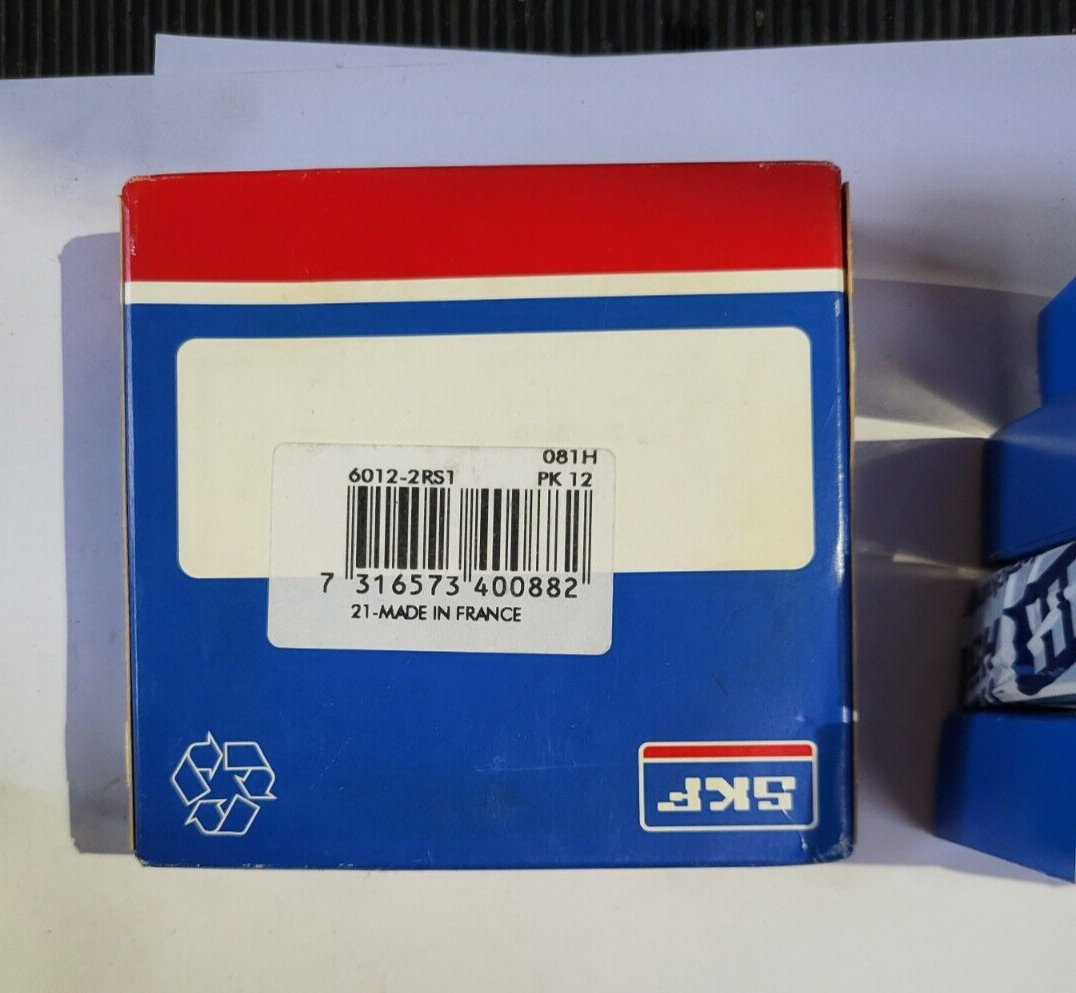 081H
6012-2RS1 PK 12
7 316573 400882
21-MADE IN FRANCE
SKF